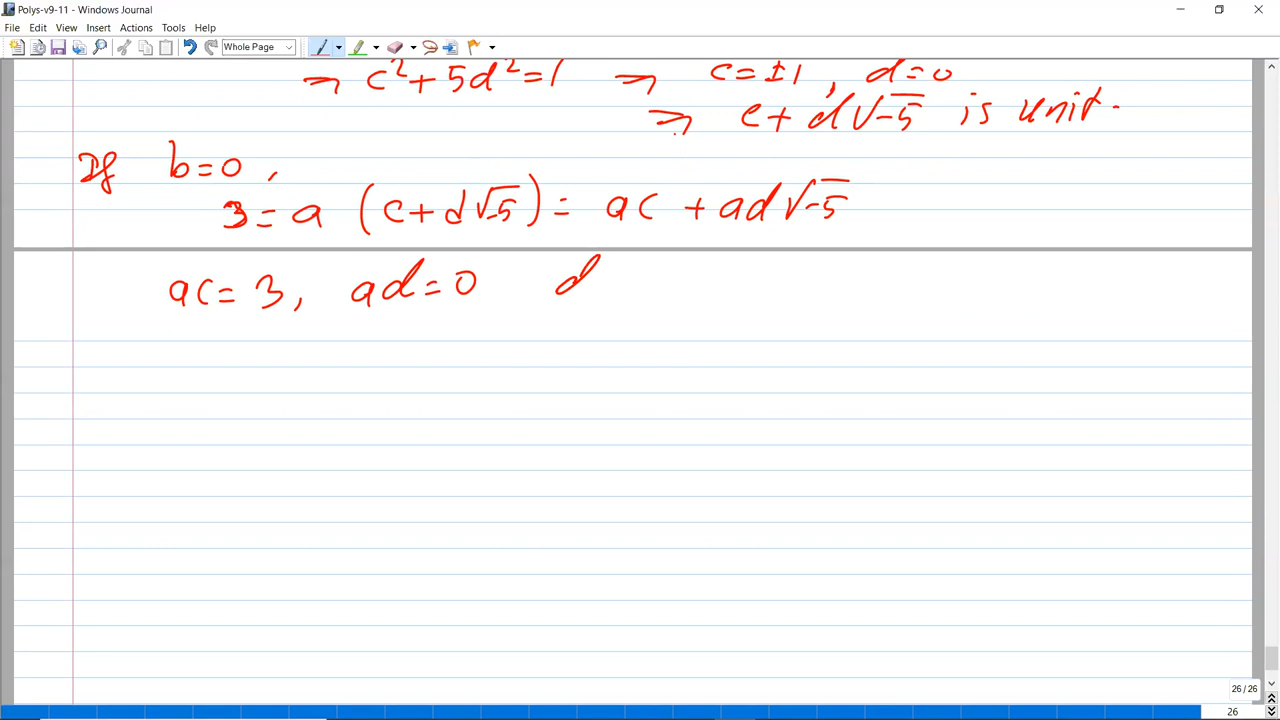 Polys-v9-11 - Windows Journal
File Edit View Insert Actions Tools Help
Whole Page
⇒ c²+5d²=1 ⇒ c=±1, d=0
⇒ c+d√-5 is unit.
If b=0,
3=a (c+d√-5) = ac + ad√-5
ac=3, ad=0 d
26/26
26